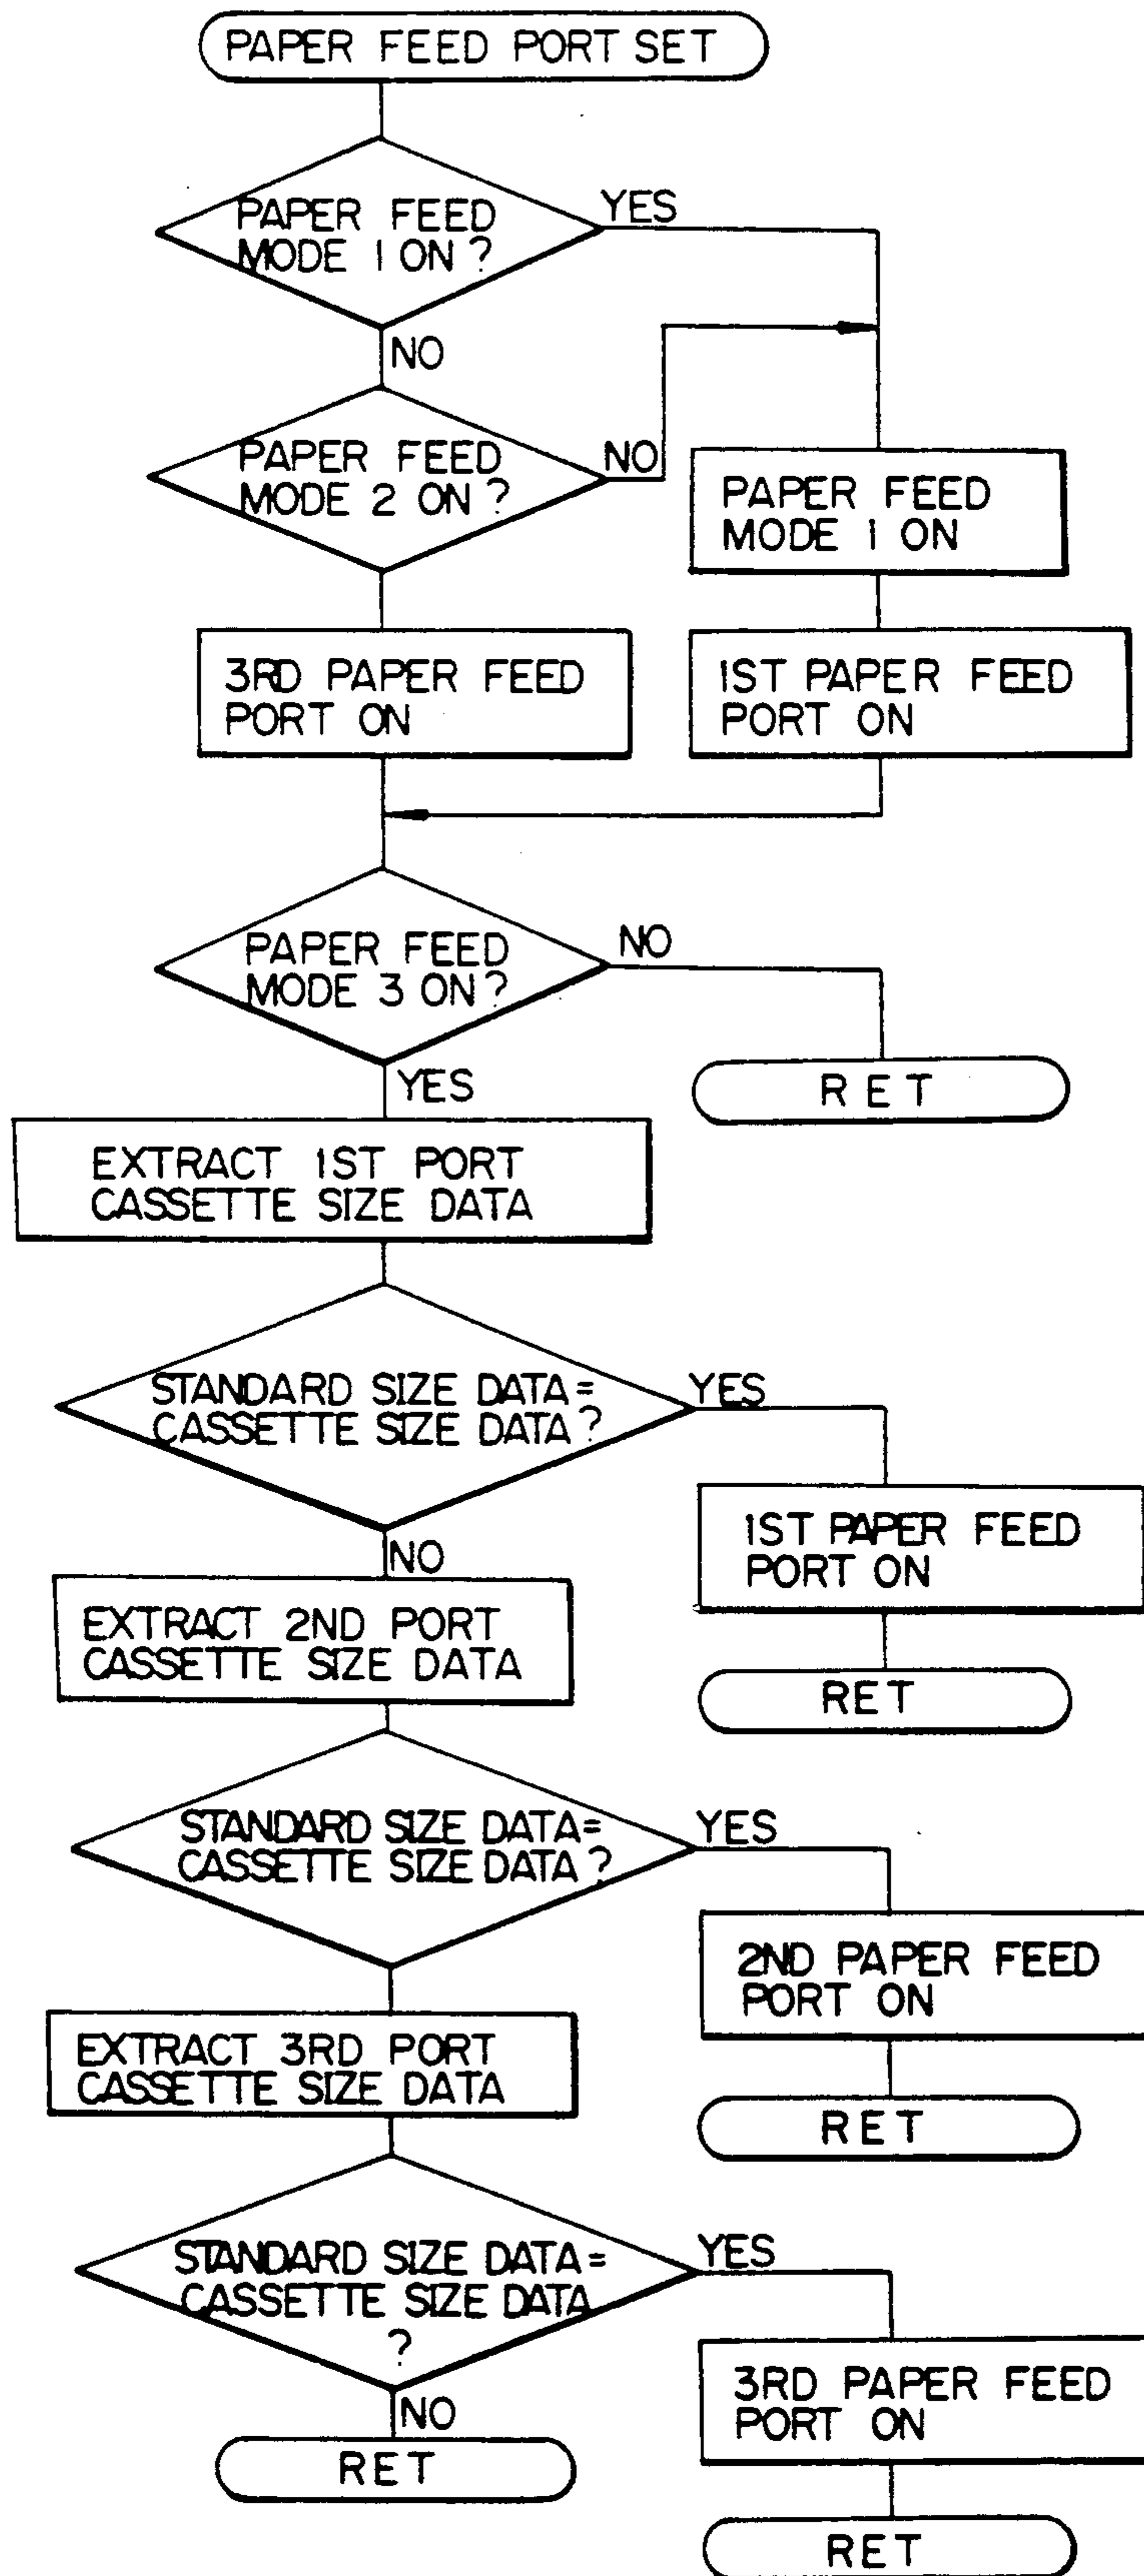 PAPER FEED PORT SET
PAPER FEED
MODE 1 ON ?
YES
NO
PAPER FEED
MODE 2 ON ?
NO
PAPER FEED
MODE 1 ON
3RD PAPER FEED
PORT ON
1ST PAPER FEED
PORT ON
PAPER FEED
MODE 3 ON ?
NO
RET
YES
EXTRACT 1ST PORT
CASSETTE SIZE DATA
STANDARD SIZE DATA =
CASSETTE SIZE DATA ?
YES
1ST PAPER FEED
PORT ON
RET
NO
EXTRACT 2ND PORT
CASSETTE SIZE DATA
STANDARD SIZE DATA =
CASSETTE SIZE DATA ?
YES
2ND PAPER FEED
PORT ON
RET
EXTRACT 3RD PORT
CASSETTE SIZE DATA
STANDARD SIZE DATA =
CASSETTE SIZE DATA
?
YES
3RD PAPER FEED
PORT ON
RET
NO
RET